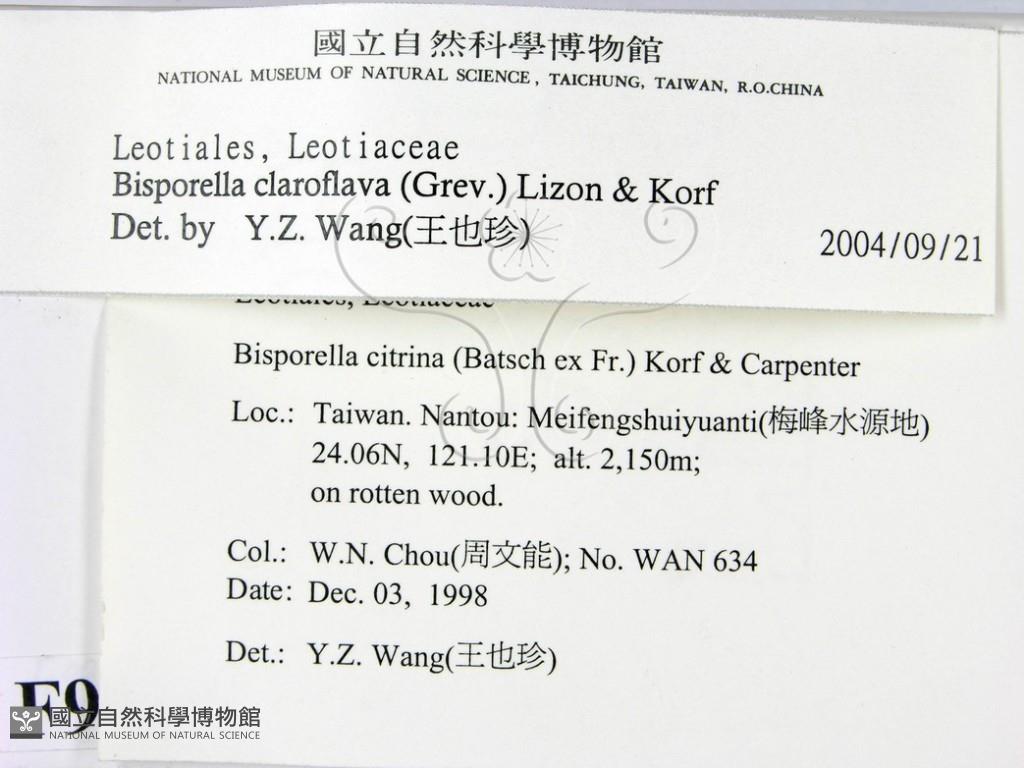 國立自然科學博物館
NATIONAL MUSEUM OF NATURAL SCIENCE, TAICHUNG, TAIWAN, R.O.CHINA
Leotiales, Leotiaceae
Bisporella claroflava (Grev.) Lizon & Korf
Det. by Y.Z. Wang(王也珍)
2004/09/21
Leotiales, Leotiaceae
Bisporella citrina (Batsch ex Fr.) Korf & Carpenter
Loc.: Taiwan. Nantou: Meifengshuiyuanti(梅峰水源地)
24.06N, 121.10E; alt. 2,150m;
on rotten wood.
Col.: W.N. Chou(周文能); No. WAN 634
Date: Dec. 03, 1998
Det.: Y.Z. Wang(王也珍)
國立自然科學博物館
NATIONAL MUSEUM OF NATURAL SCIENCE